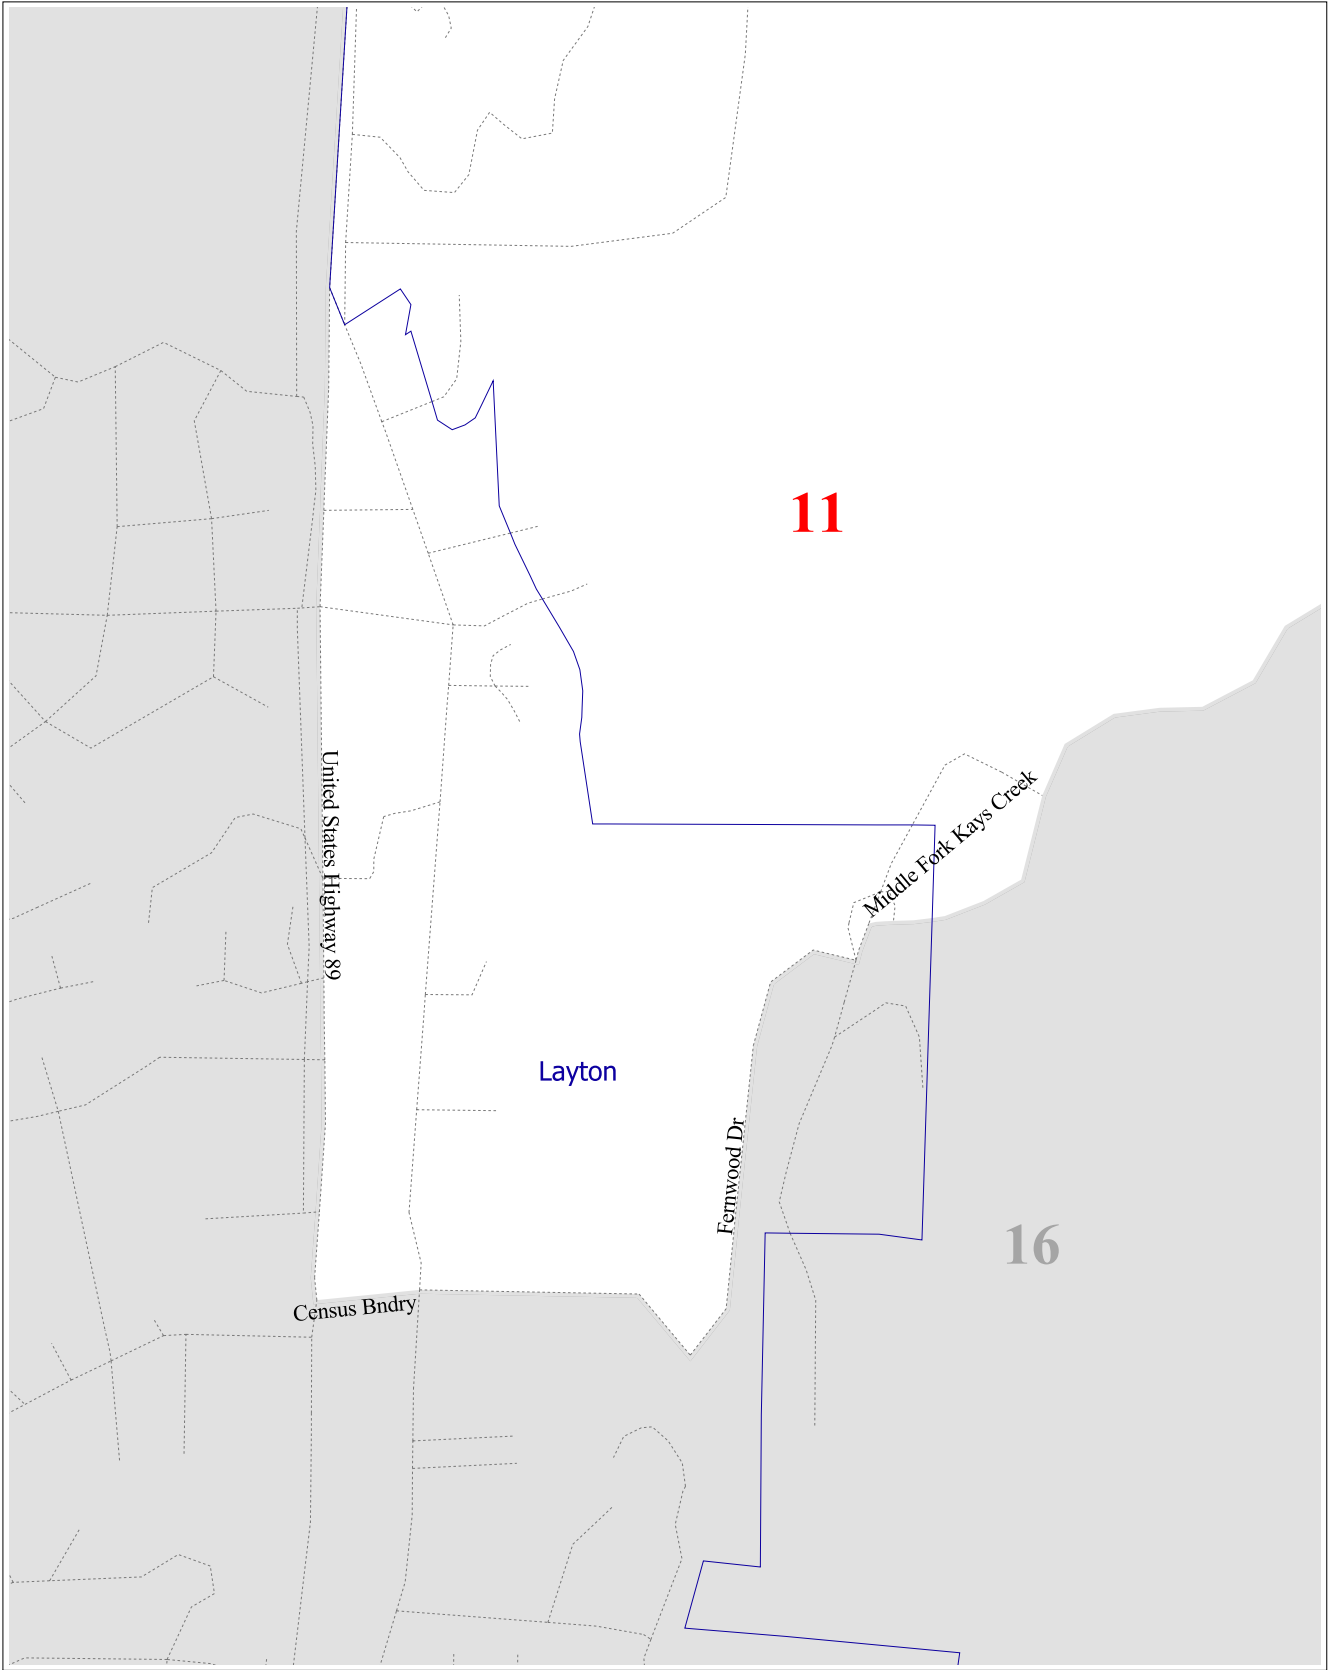 11
United States Highway 89
Middle Fork Kays Creek
Layton
Fernwood Dr
16
Census Bndry